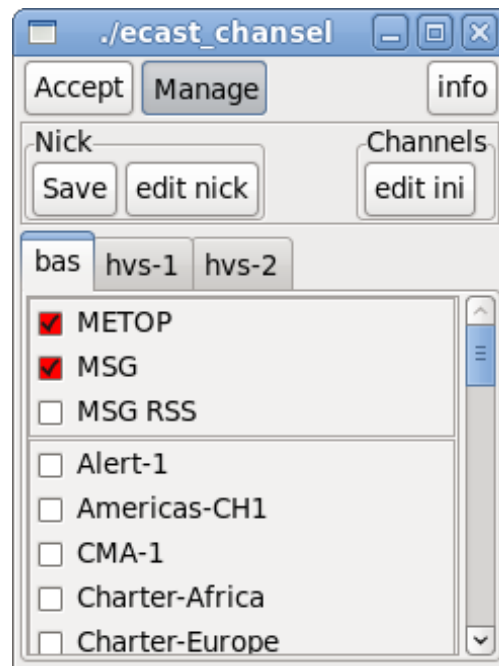 ./ecast_chansel
Accept Manage info
Nick Channels
Save edit nick edit ini
bas hvs-1 hvs-2
METOP
MSG
MSG RSS
Alert-1
Americas-CH1
CMA-1
Charter-Africa
Charter-Europe